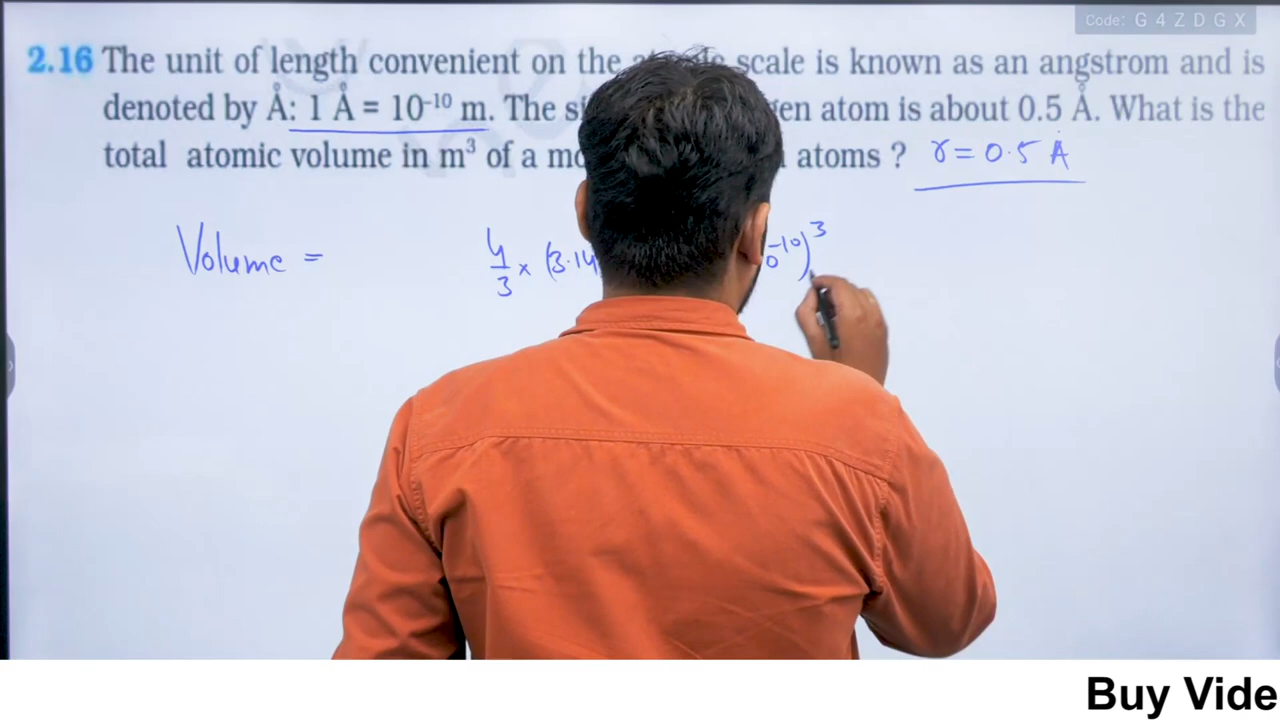 Code: G 4 Z D G X
2.16 The unit of length convenient on the scale is known as an angstrom and is
denoted by Å: 1 Å = 10⁻¹⁰ m. The atom is about 0.5 Å. What is the
total atomic volume in m³ of a atoms ? r = 0.5 Å
Volume = 4/3 × (3.14 0⁻¹⁰)³
Buy Vide